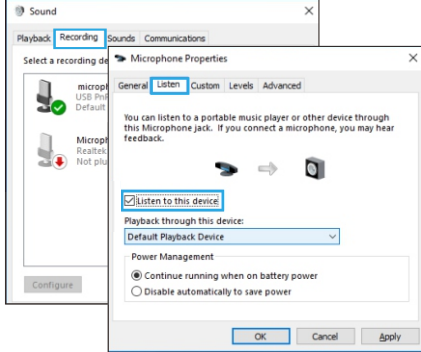 Sound
Playback Recording Sounds Communications
Select a recording de
microph
USB PnP
Default
Microph
Realtek
Not plu
Configure
Microphone Properties
General Listen Custom Levels Advanced
You can listen to a portable music player or other device through
this Microphone jack. If you connect a microphone, you may hear
feedback.
Listen to this device
Playback through this device:
Default Playback Device
Power Management
Continue running when on battery power
Disable automatically to save power
OK Cancel Apply